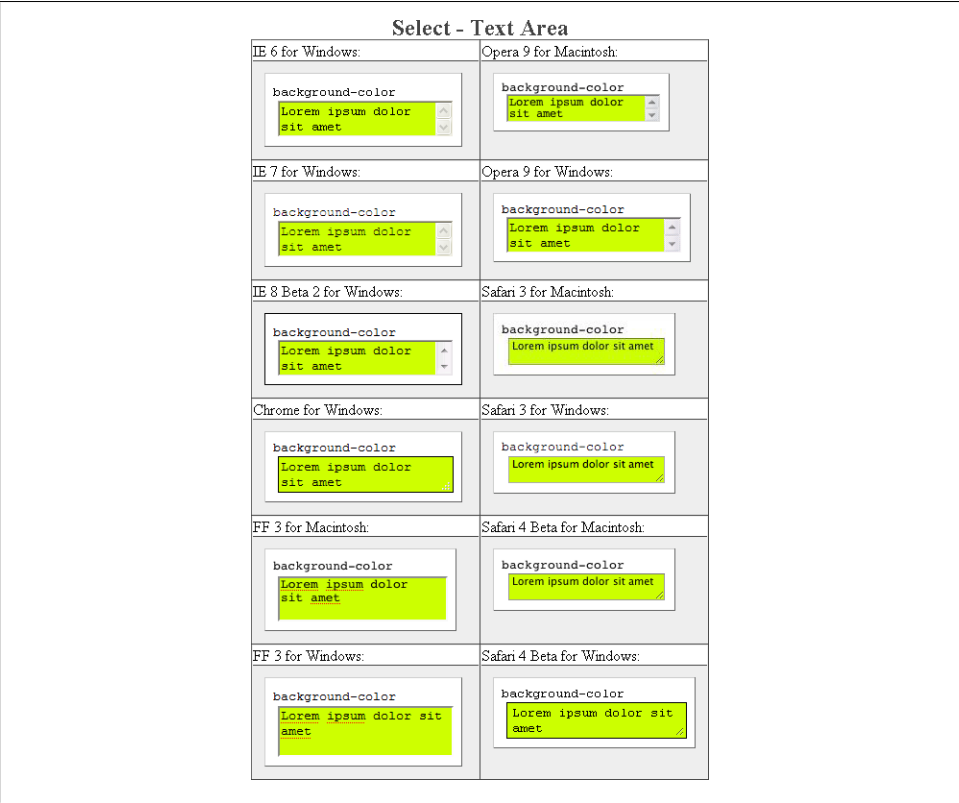 Select - Text Area
IE 6 for Windows:
background-color
Lorem ipsum dolor
sit amet
Opera 9 for Macintosh:
background-color
Lorem ipsum dolor
sit amet
IE 7 for Windows:
background-color
Lorem ipsum dolor
sit amet
Opera 9 for Windows:
background-color
Lorem ipsum dolor
sit amet
IE 8 Beta 2 for Windows:
background-color
Lorem ipsum dolor
sit amet
Safari 3 for Macintosh:
background-color
Lorem ipsum dolor sit amet
Chrome for Windows:
background-color
Lorem ipsum dolor
sit amet
Safari 3 for Windows:
background-color
Lorem ipsum dolor sit amet
FF 3 for Macintosh:
background-color
Lorem ipsum dolor
sit amet
Safari 4 Beta for Macintosh:
background-color
Lorem ipsum dolor sit amet
FF 3 for Windows:
background-color
Lorem ipsum dolor sit
amet
Safari 4 Beta for Windows:
background-color
Lorem ipsum dolor sit
amet